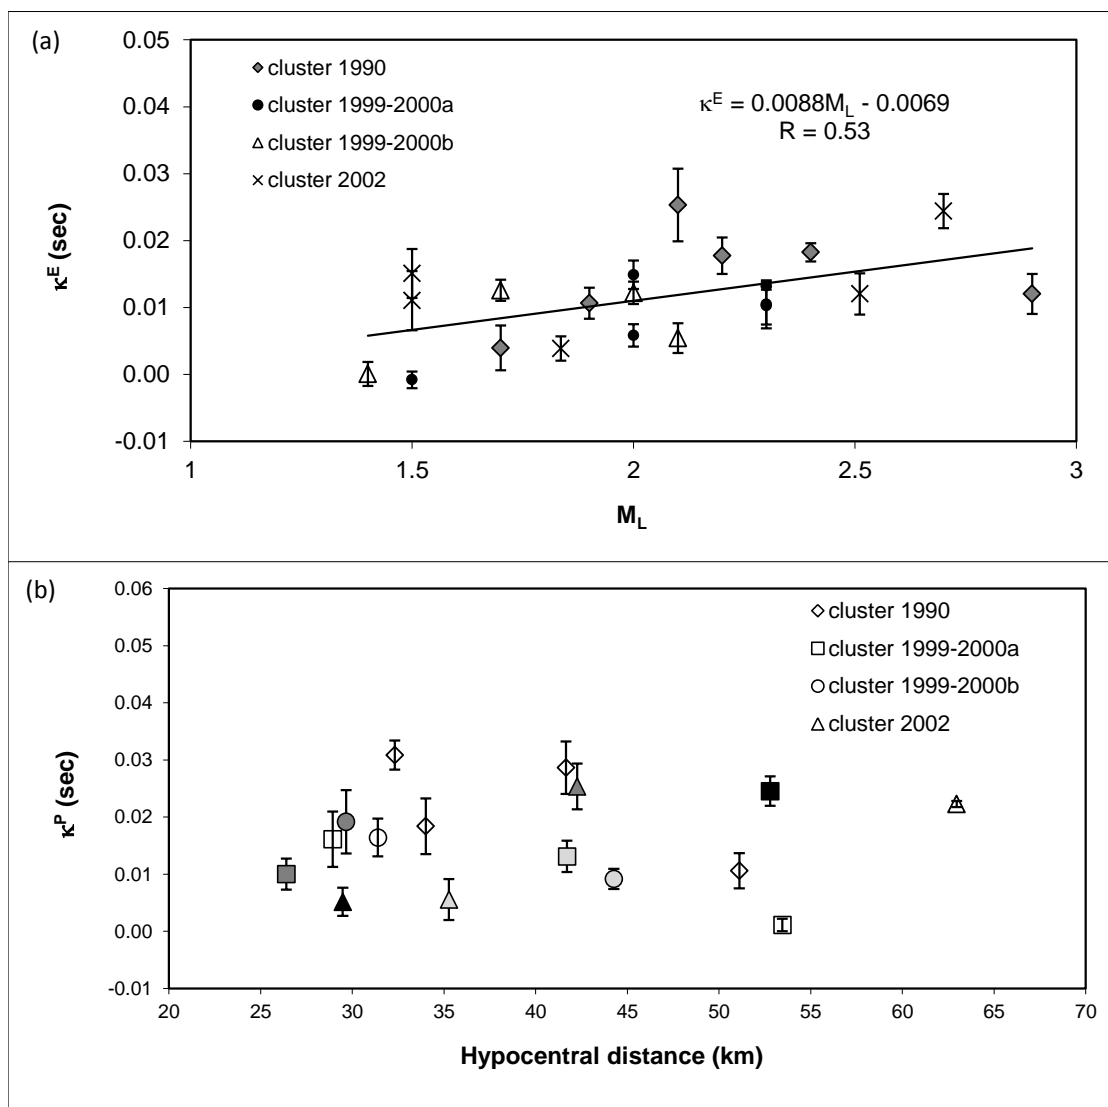 (a)
0.05
0.04
0.03
0.02
0.01
0.00
-0.01
κE (sec)
cluster 1990
cluster 1999-2000a
cluster 1999-2000b
cluster 2002
κE = 0.0088ML - 0.0069
R = 0.53
1 1.5 2 2.5 3
ML
(b)
0.06
0.05
0.04
0.03
0.02
0.01
0.00
-0.01
κP (sec)
cluster 1990
cluster 1999-2000a
cluster 1999-2000b
cluster 2002
20 25 30 35 40 45 50 55 60 65 70
Hypocentral distance (km)